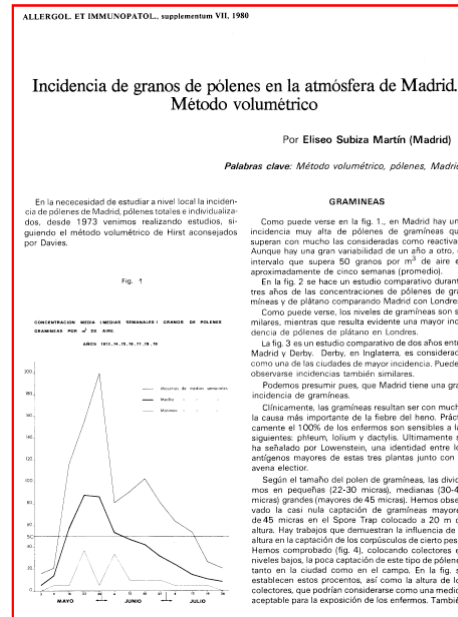 ALLERGOL. ET IMMUNOPATOL., supplementum VII, 1980
Incidencia de granos de pólenes en la atmósfera de Madrid.
Método volumétrico
Por Eliseo Subiza Martín (Madrid)
Palabras clave: Método volumétrico, pólenes, Madrid
En la nececesidad de estudiar a nivel local la inciden-
cia de pólenes de Madrid, pólenes totales e individualiza-
dos, desde 1973 venimos realizando estudios, si-
guiendo el método volumétrico de Hirst aconsejados
por Davies.
Fig. 1
CONCENTRACION MEDIA (MEDIAS SEMANALES) GRANOS DE POLENES
GRAMINEAS POR m³ DE AIRE.
AÑOS
Máximas de medias semanales
Medias
Mínimas
200
100
50
MAYO
JUNIO
JULIO
GRAMINEAS
Como puede verse en la fig. 1., en Madrid hay un
incidencia muy alta de pólenes de gramíneas qu
superan con mucho las consideradas como reactiva
Aunque hay una gran variabilidad de un año a otro,
intervalo que supera 50 granos por m³ de aire e
aproximadamente de cinco semanas (promedio).
En la fig. 2 se hace un estudio comparativo durant
tres años de las concentraciones de pólenes de gra
míneas y de plátano comparando Madrid con Londre
Como puede verse, los niveles de gramíneas son s
milares, mientras que resulta evidente una mayor inc
dencia de pólenes de plátano en Londres.
La fig. 3 es un estudio comparativo de dos años entr
Madrid y Derby. Derby, en Inglaterra, es considerad
como una de las ciudades de mayor incidencia. Puede
observarse incidencias también similares.
Podemos presumir pues, que Madrid tiene una gra
incidencia de gramíneas.
Clínicamente, las gramíneas resultan ser con much
la causa más importante de la fiebre del heno. Práct
camente el 100% de los enfermos son sensibles a la
siguientes: phleum, lolium y dactylis. Ultimamente s
ha señalado por Lowenstein, una identidad entre lo
antígenos mayores de estas tres plantas junto con
avena electior.
Según el tamaño del polen de gramíneas, las divid
mos en pequeñas (22-30 micras), medianas (30-4
micras) grandes (mayores de 45 micras). Hemos obse
vado la casi nula captación de gramíneas mayore
de 45 micras en el Spore Trap colocado a 20 m d
altura. Hay trabajos que demuestran la influencia de
altura en la captación de los corpúsculos de cierto pes
Hemos comprobado (fig. 4), colocando colectores e
niveles bajos, la poca captación de este tipo de pólene
tanto en la ciudad como en el campo. En la fig.
establecen estos procentos, así como la altura de lo
colectores, que podrían considerarse como una medid
aceptable para la exposición de los enfermos. Tambié